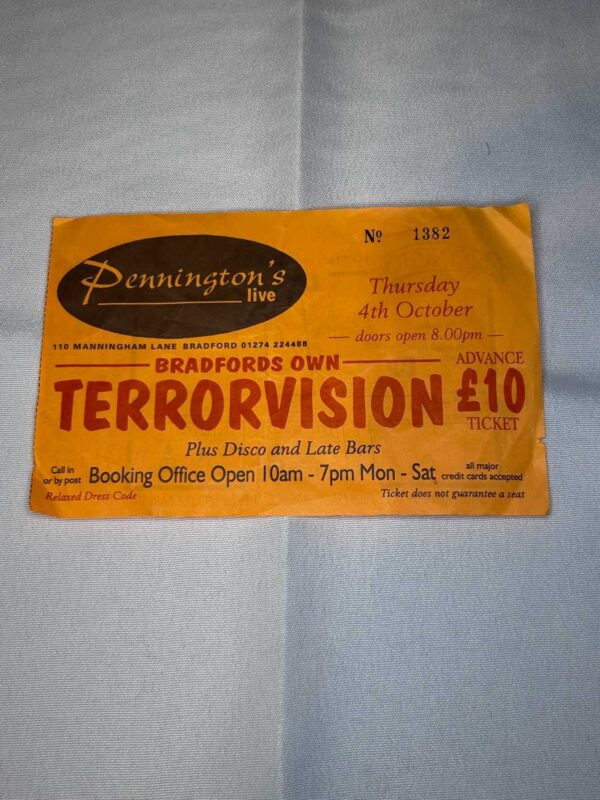 Nº 1382
Pennington's
live
110 MANNINGHAM LANE BRADFORD 01274 224488
Thursday
4th October
— doors open 8.00pm —
BRADFORDS OWN
TERRORVISION
ADVANCE
£10
TICKET
Plus Disco and Late Bars
Call in
or by post
Booking Office Open 10am - 7pm Mon - Sat
all major
credit cards accepted
Relaxed Dress Code
Ticket does not guarantee a seat